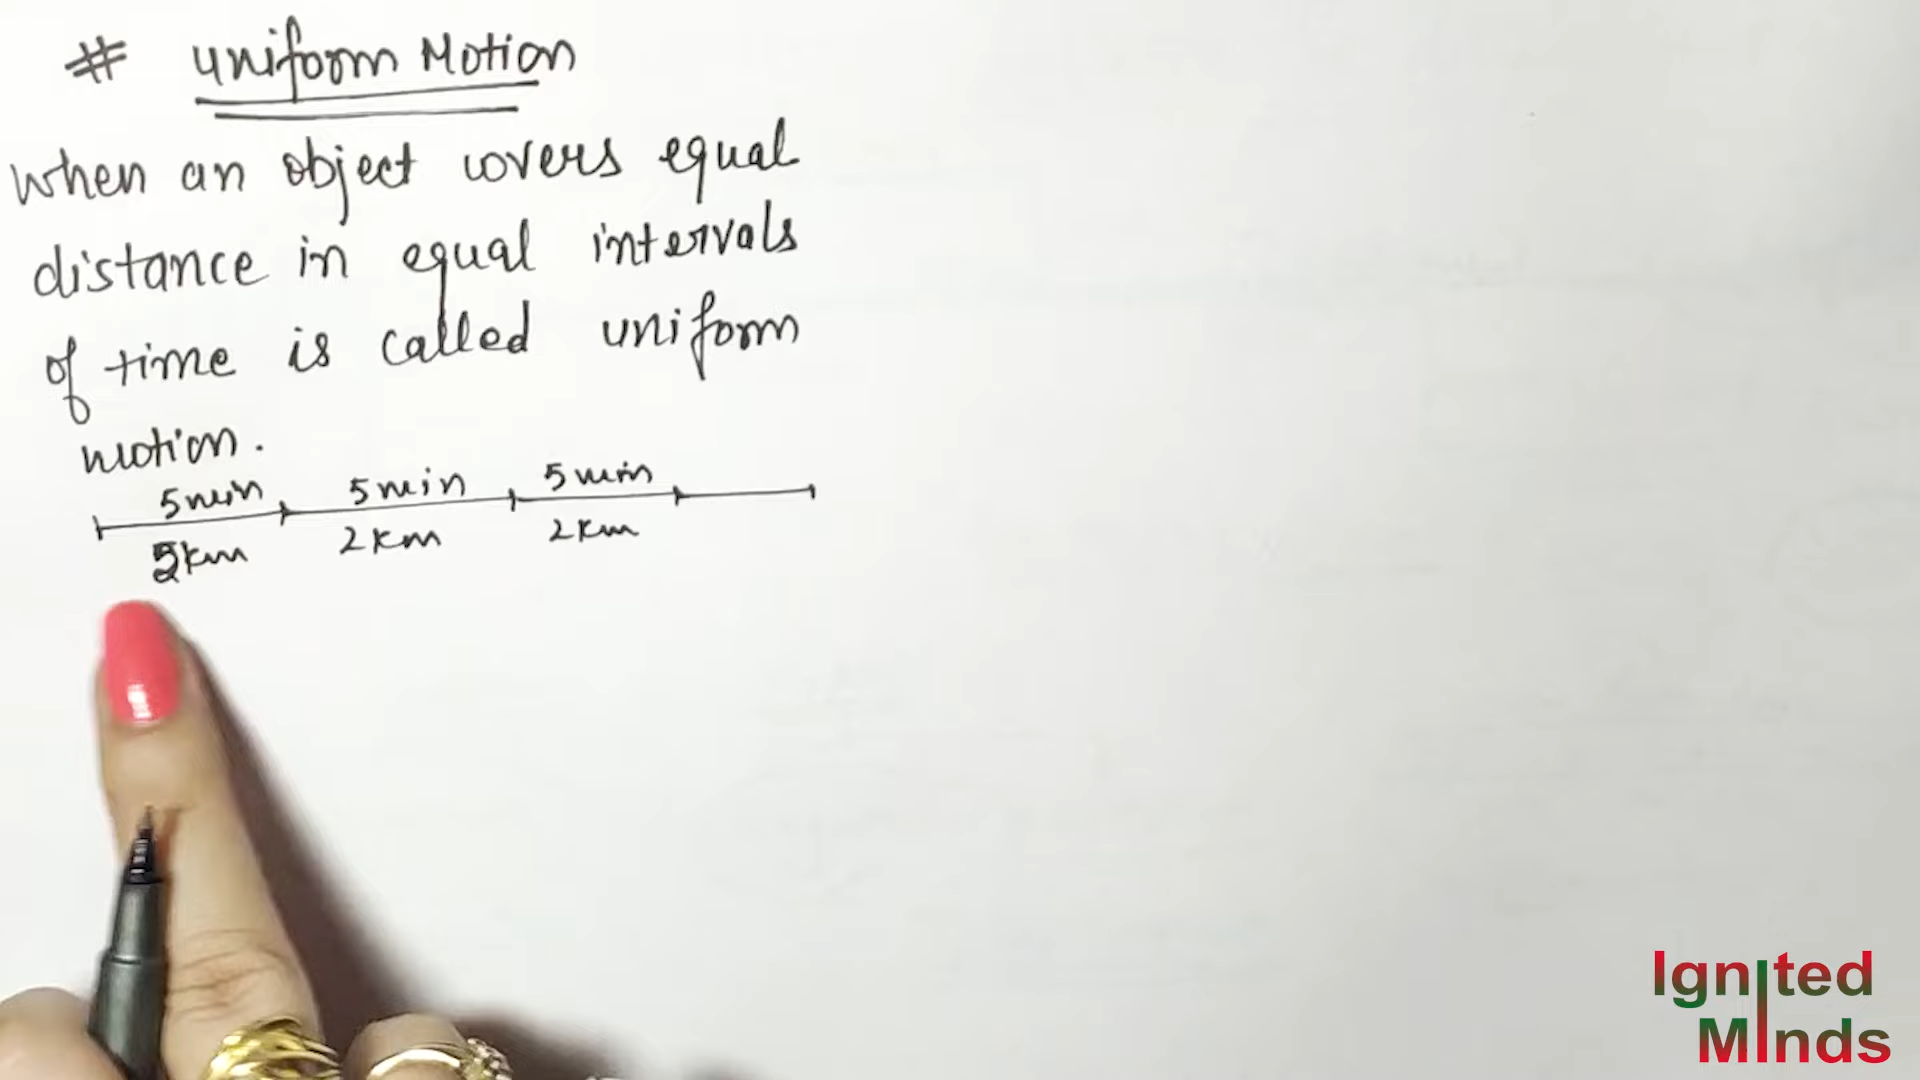 # Uniform Motion
When an object covers equal
distance in equal intervals
of time is called uniform
motion.
5min 5min 5min
2km 2km 2km
Ignited
Minds